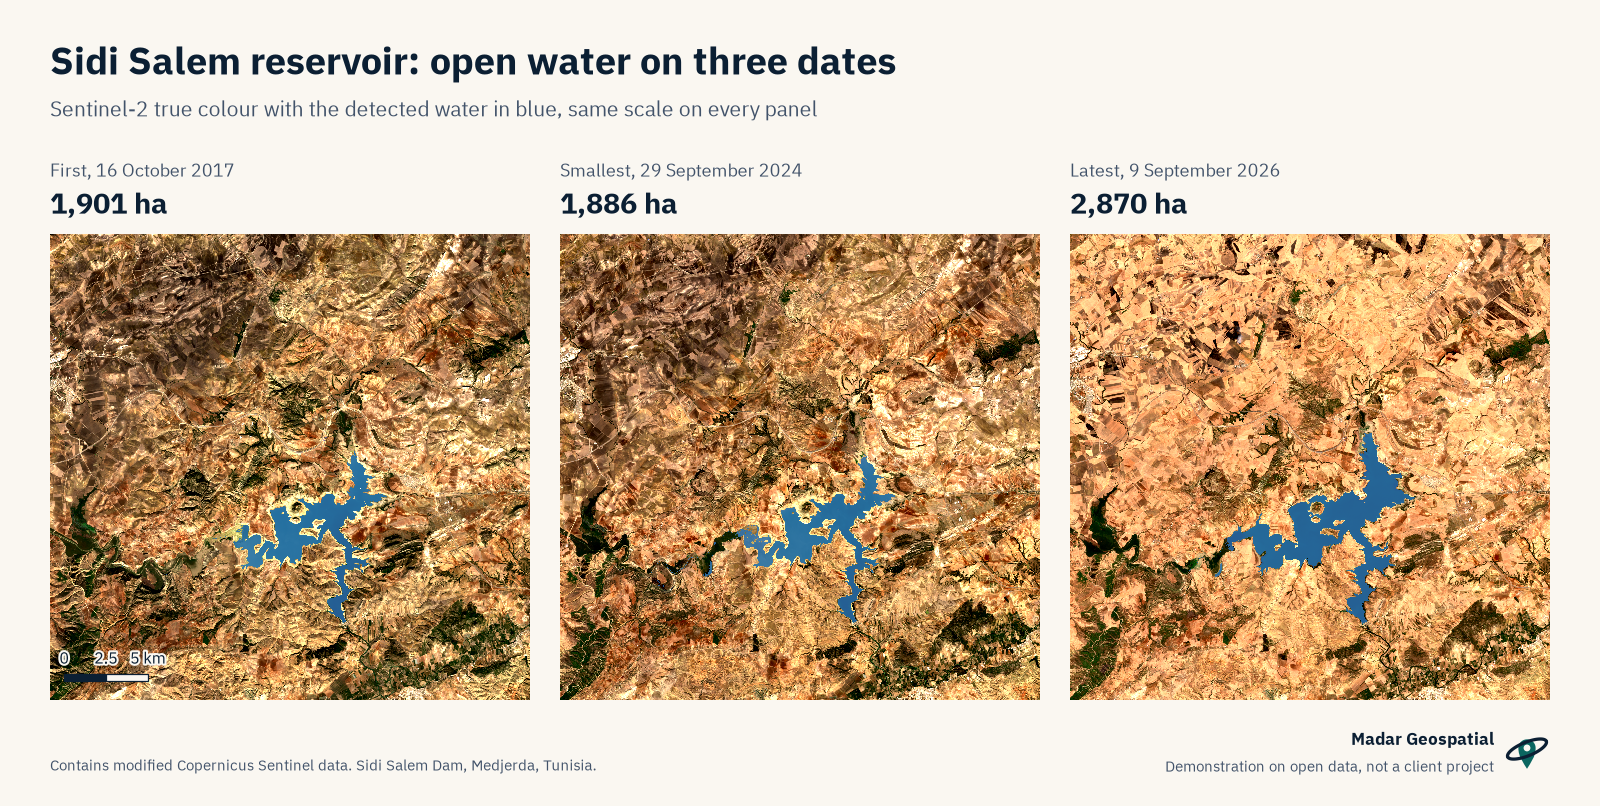 Sidi Salem reservoir: open water on three dates
Sentinel-2 true colour with the detected water in blue, same scale on every panel
First, 16 October 2017
1,901 ha
Smallest, 29 September 2024
1,886 ha
Latest, 9 September 2026
2,870 ha
0 2.5 5 km
Madar Geospatial
Contains modified Copernicus Sentinel data. Sidi Salem Dam, Medjerda, Tunisia.
Demonstration on open data, not a client project